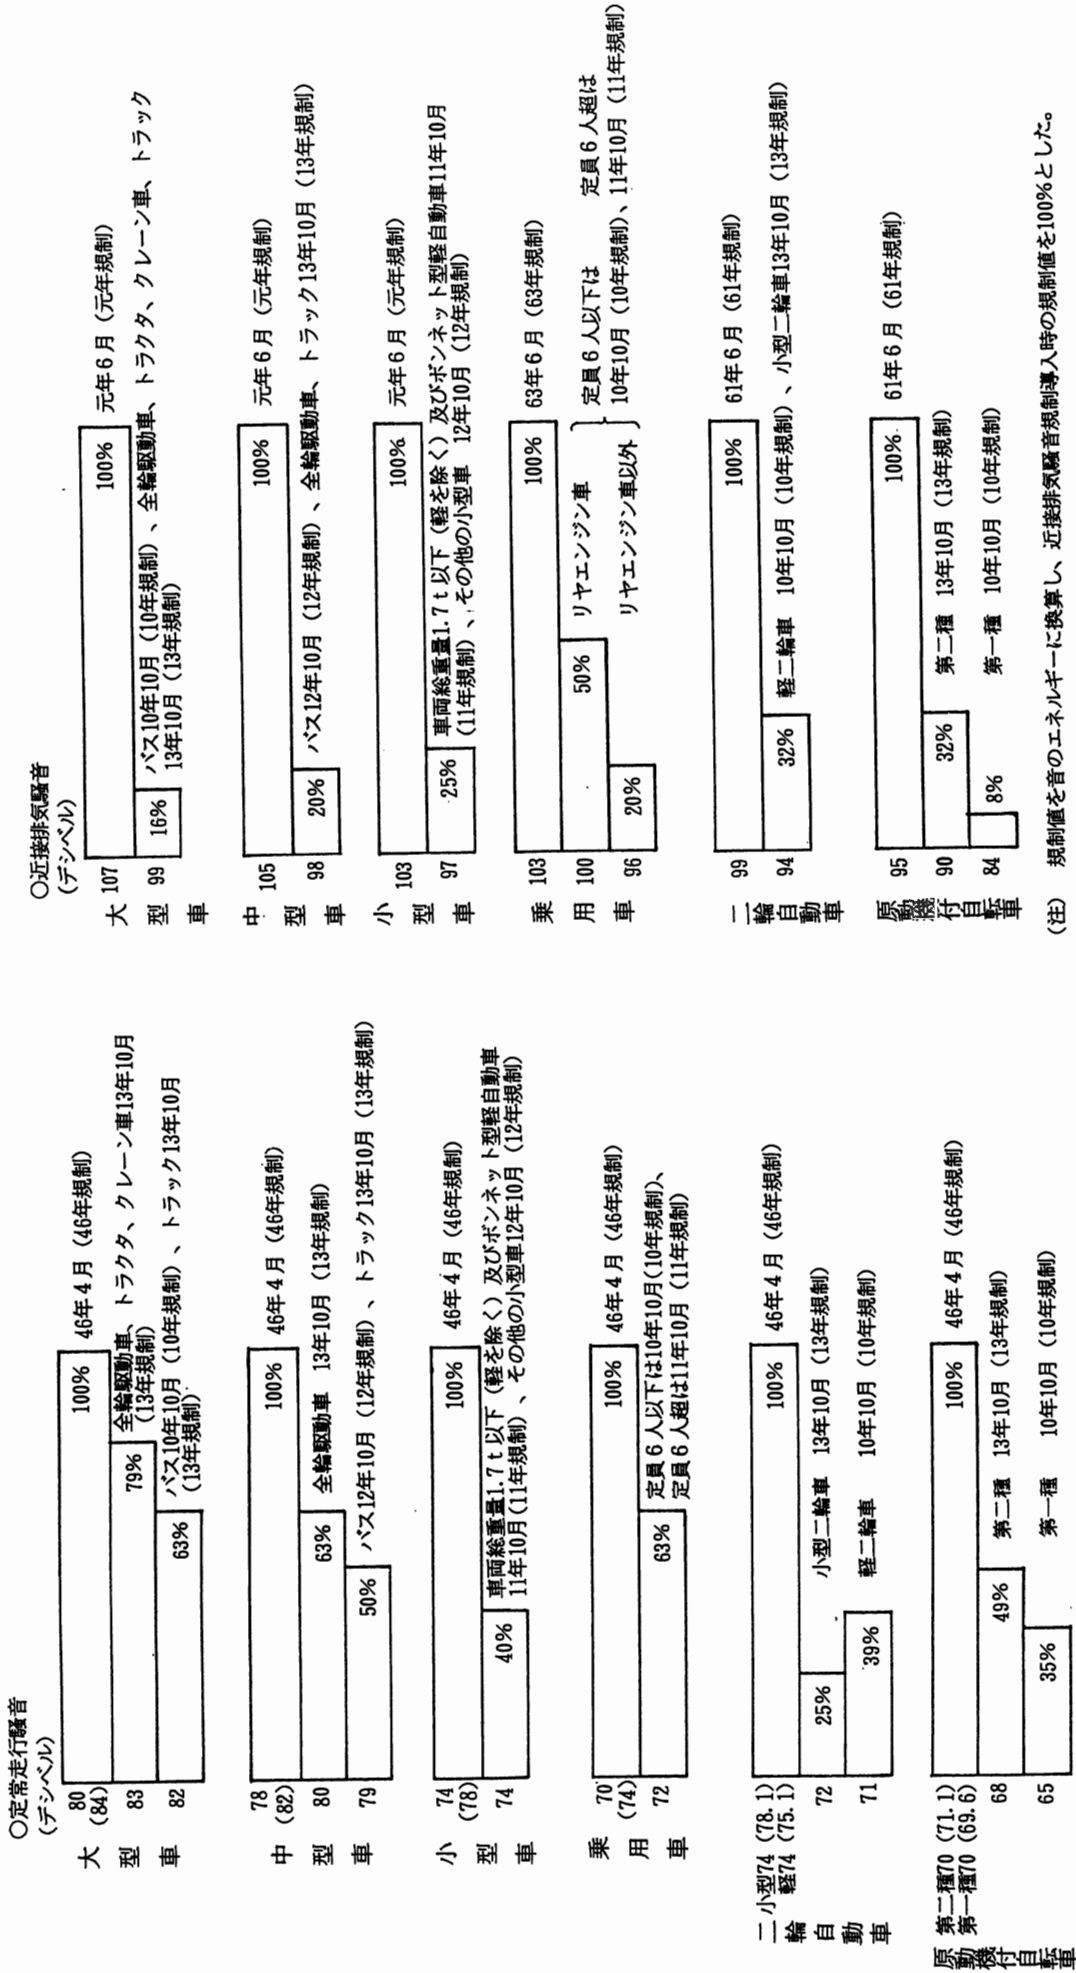 ○定常走行騒音
(デシベル)
大型車
80
(84)
100%
46年4月(46年規制)
83
79%
全輪駆動車、トラクタ、クレーン車13年10月
(13年規制)
82
63%
バス10年10月(10年規制)、トラック13年10月
(13年規制)
中型車
78
(82)
100%
46年4月(46年規制)
80
63%
全輪駆動車 13年10月(13年規制)
79
50%
バス12年10月(12年規制)、トラック13年10月(13年規制)
小型車
74
(78)
100%
46年4月(46年規制)
74
40%
車両総重量1.7t以下(軽を除く)及びボンネット型軽自動車
11年10月(11年規制)、その他の小型車12年10月(12年規制)
乗用車
70
(74)
100%
46年4月(46年規制)
72
63%
定員6人以下は10年10月(10年規制)、
定員6人超は11年10月(11年規制)
二輪自動車
小型74(78.1)
軽74(75.1)
100%
46年4月(46年規制)
72
25%
小型二輪車 13年10月(13年規制)
71
39%
軽二輪車 10年10月(10年規制)
原動機付自転車
第二種70(71.1)
第一種70(69.6)
100%
46年4月(46年規制)
68
49%
第二種 13年10月(13年規制)
65
35%
第一種 10年10月(10年規制)
○近接排気騒音
(デシベル)
大型車
107
100%
元年6月(元年規制)
99
16%
バス10年10月(10年規制)、全輪駆動車、トラクタ、クレーン車、トラック
13年10月(13年規制)
中型車
105
100%
元年6月(元年規制)
98
20%
バス12年10月(12年規制)、全輪駆動車、トラック13年10月(13年規制)
小型車
103
100%
元年6月(元年規制)
97
25%
車両総重量1.7t以下(軽を除く)及びボンネット型軽自動車11年10月
(11年規制)、その他の小型車 12年10月(12年規制)
乗用車
103
100%
63年6月(63年規制)
100
50%
リヤエンジン車
96
20%
リヤエンジン車以外
定員6人以下は 定員6人超は
10年10月(10年規制)、11年10月(11年規制)
二輪自動車
99
100%
61年6月(61年規制)
94
32%
軽二輪車 10年10月(10年規制)、小型二輪車13年10月(13年規制)
原動機付自転車
95
100%
61年6月(61年規制)
90
32%
第二種 13年10月(13年規制)
84
8%
第一種 10年10月(10年規制)
(注) 規制値を音のエネルギーに換算し、近接排気騒音規制導入時の規制値を100%とした。